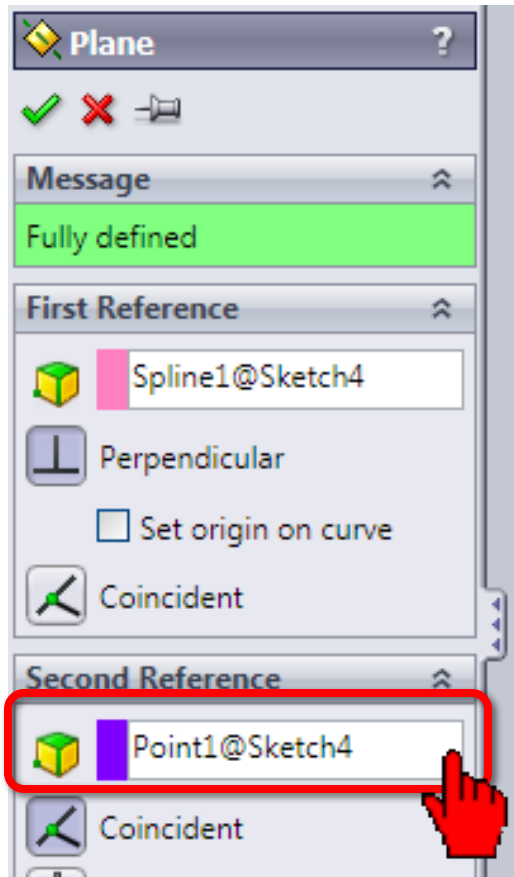 Plane ?
Message
Fully defined
First Reference
Spline1@Sketch4
Perpendicular
Set origin on curve
Coincident
Second Reference
Point1@Sketch4
Coincident